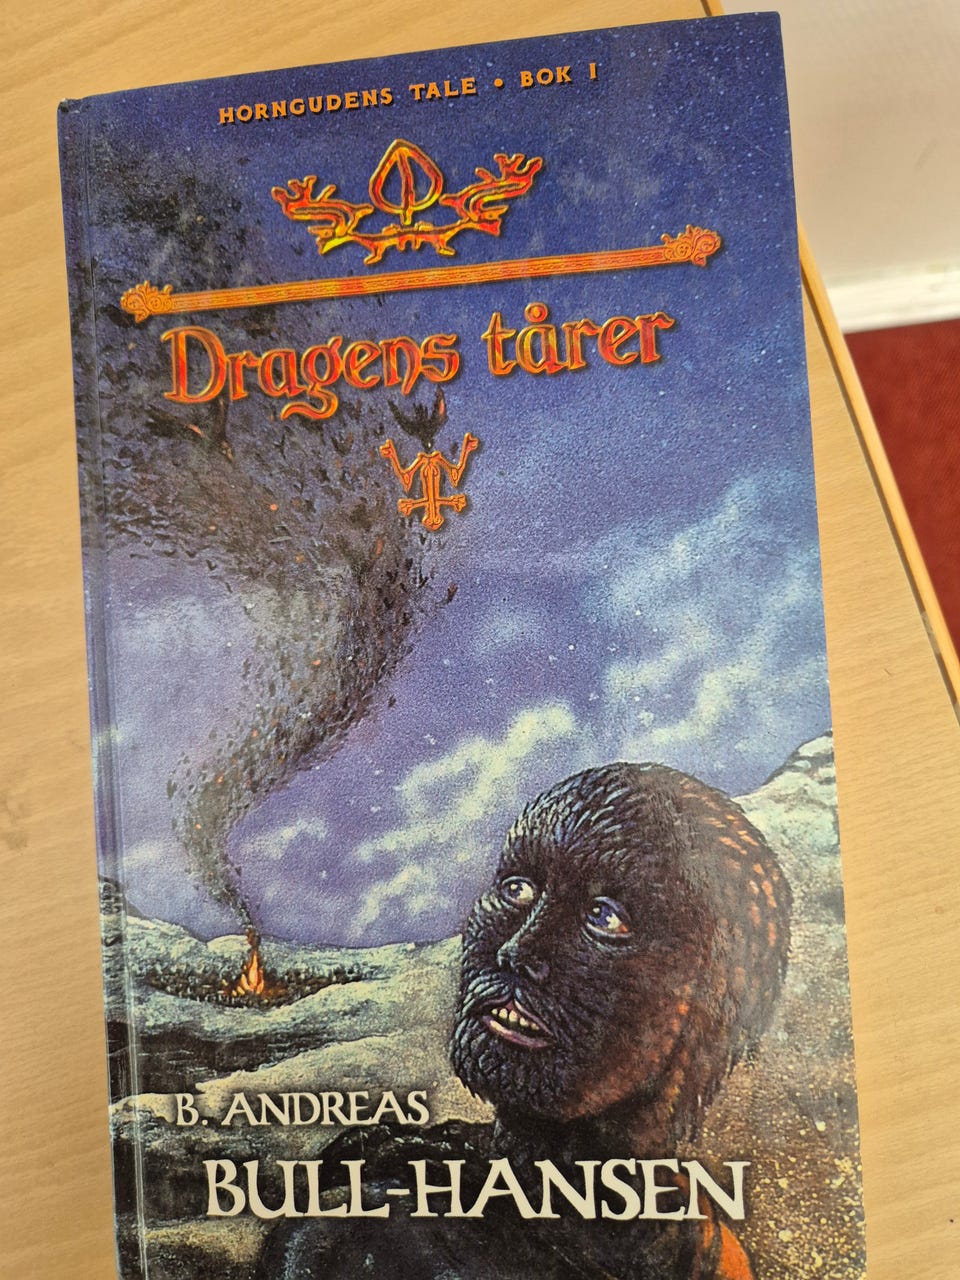 HORNGUDENS TALE • BOK I
Dragens tårer
B. ANDREAS
BULL-HANSEN